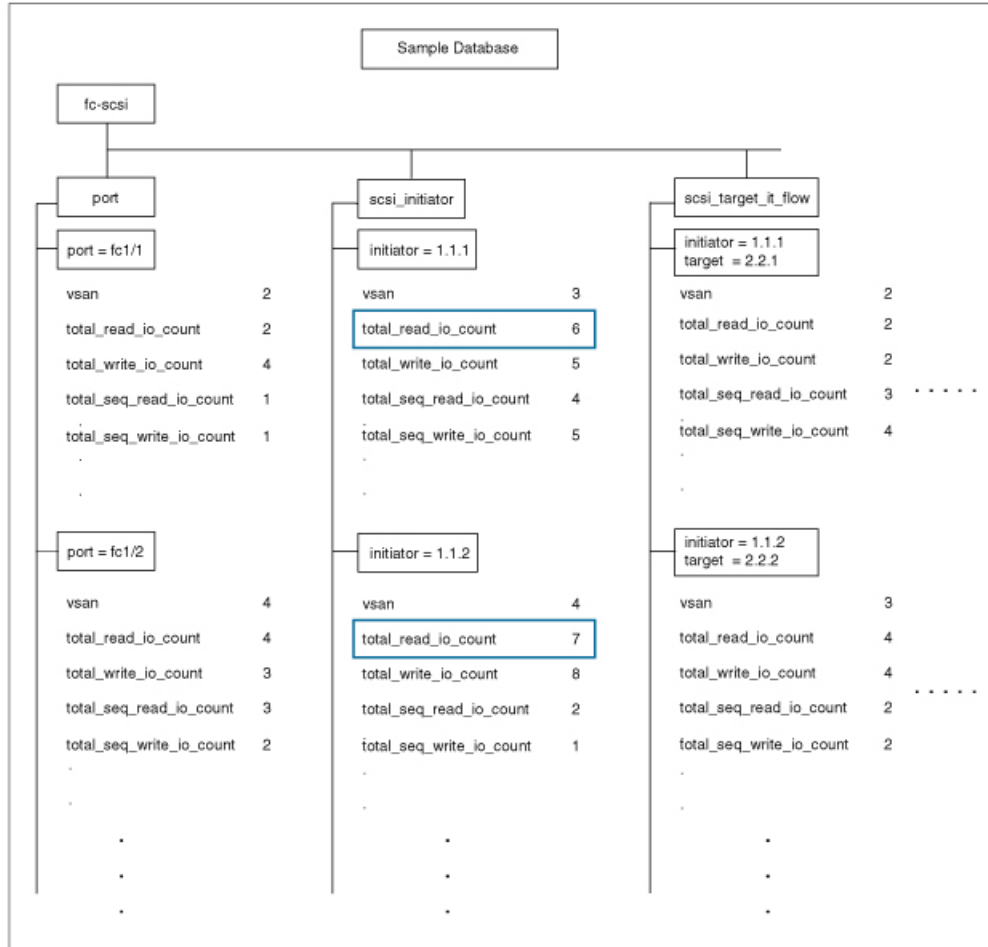 Sample Database
fc-scsi
port
scsi_initiator
scsi_target_it_flow
port = fc1/1
vsan 2
total_read_io_count 2
total_write_io_count 4
total_seq_read_io_count 1
total_seq_write_io_count 1
initiator = 1.1.1
vsan 3
total_read_io_count 6
total_write_io_count 5
total_seq_read_io_count 4
total_seq_write_io_count 5
initiator = 1.1.1
target = 2.2.1
vsan 2
total_read_io_count 2
total_write_io_count 2
total_seq_read_io_count 3
total_seq_write_io_count 4
port = fc1/2
vsan 4
total_read_io_count 4
total_write_io_count 3
total_seq_read_io_count 3
total_seq_write_io_count 2
initiator = 1.1.2
vsan 4
total_read_io_count 7
total_write_io_count 8
total_seq_read_io_count 2
total_seq_write_io_count 1
initiator = 1.1.2
target = 2.2.2
vsan 3
total_read_io_count 4
total_write_io_count 4
total_seq_read_io_count 2
total_seq_write_io_count 2